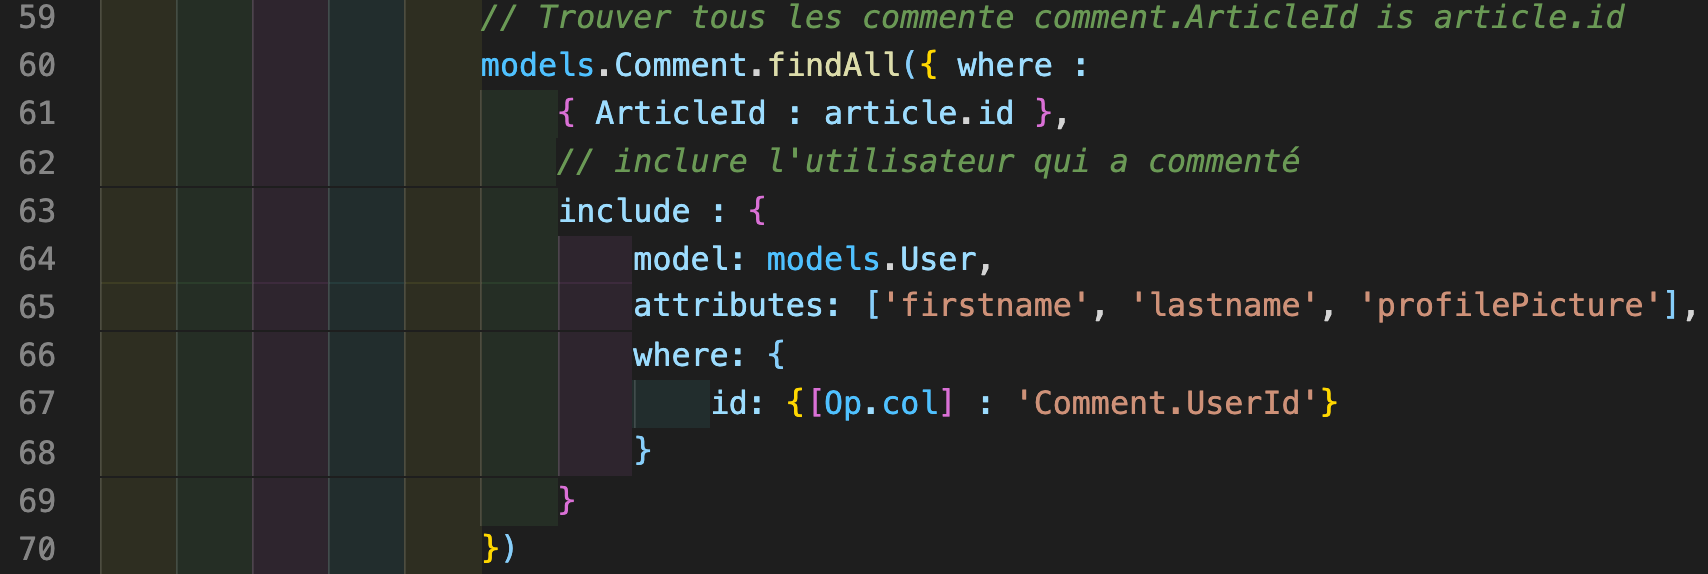 59 // Trouver tous les commente comment.ArticleId is article.id
60 models.Comment.findAll({ where :
61 { ArticleId : article.id },
62 // inclure l'utilisateur qui a commenté
63 include : {
64 model: models.User,
65 attributes: ['firstname', 'lastname', 'profilePicture'],
66 where: {
67 id: {[Op.col] : 'Comment.UserId'}
68 }
69 }
70 })